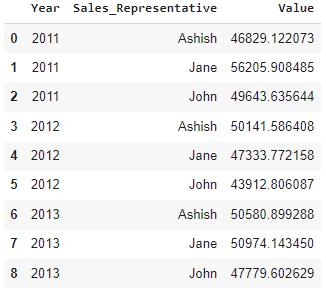 Year Sales_Representative Value
0 2011 Ashish 46829.122073
1 2011 Jane 56205.908485
2 2011 John 49643.635644
3 2012 Ashish 50141.586408
4 2012 Jane 47333.772158
5 2012 John 43912.806087
6 2013 Ashish 50580.899288
7 2013 Jane 50974.143450
8 2013 John 47779.602629